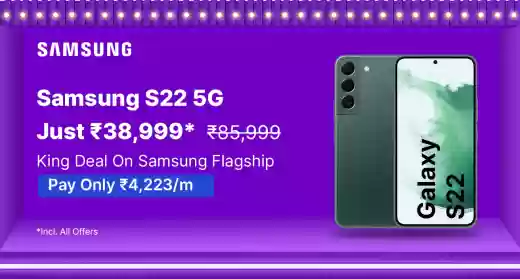 SAMSUNG
Samsung S22 5G
Just ₹38,999* ₹85,999
King Deal On Samsung Flagship
Pay Only ₹4,223/m
*Incl. All Offers
Galaxy
S22